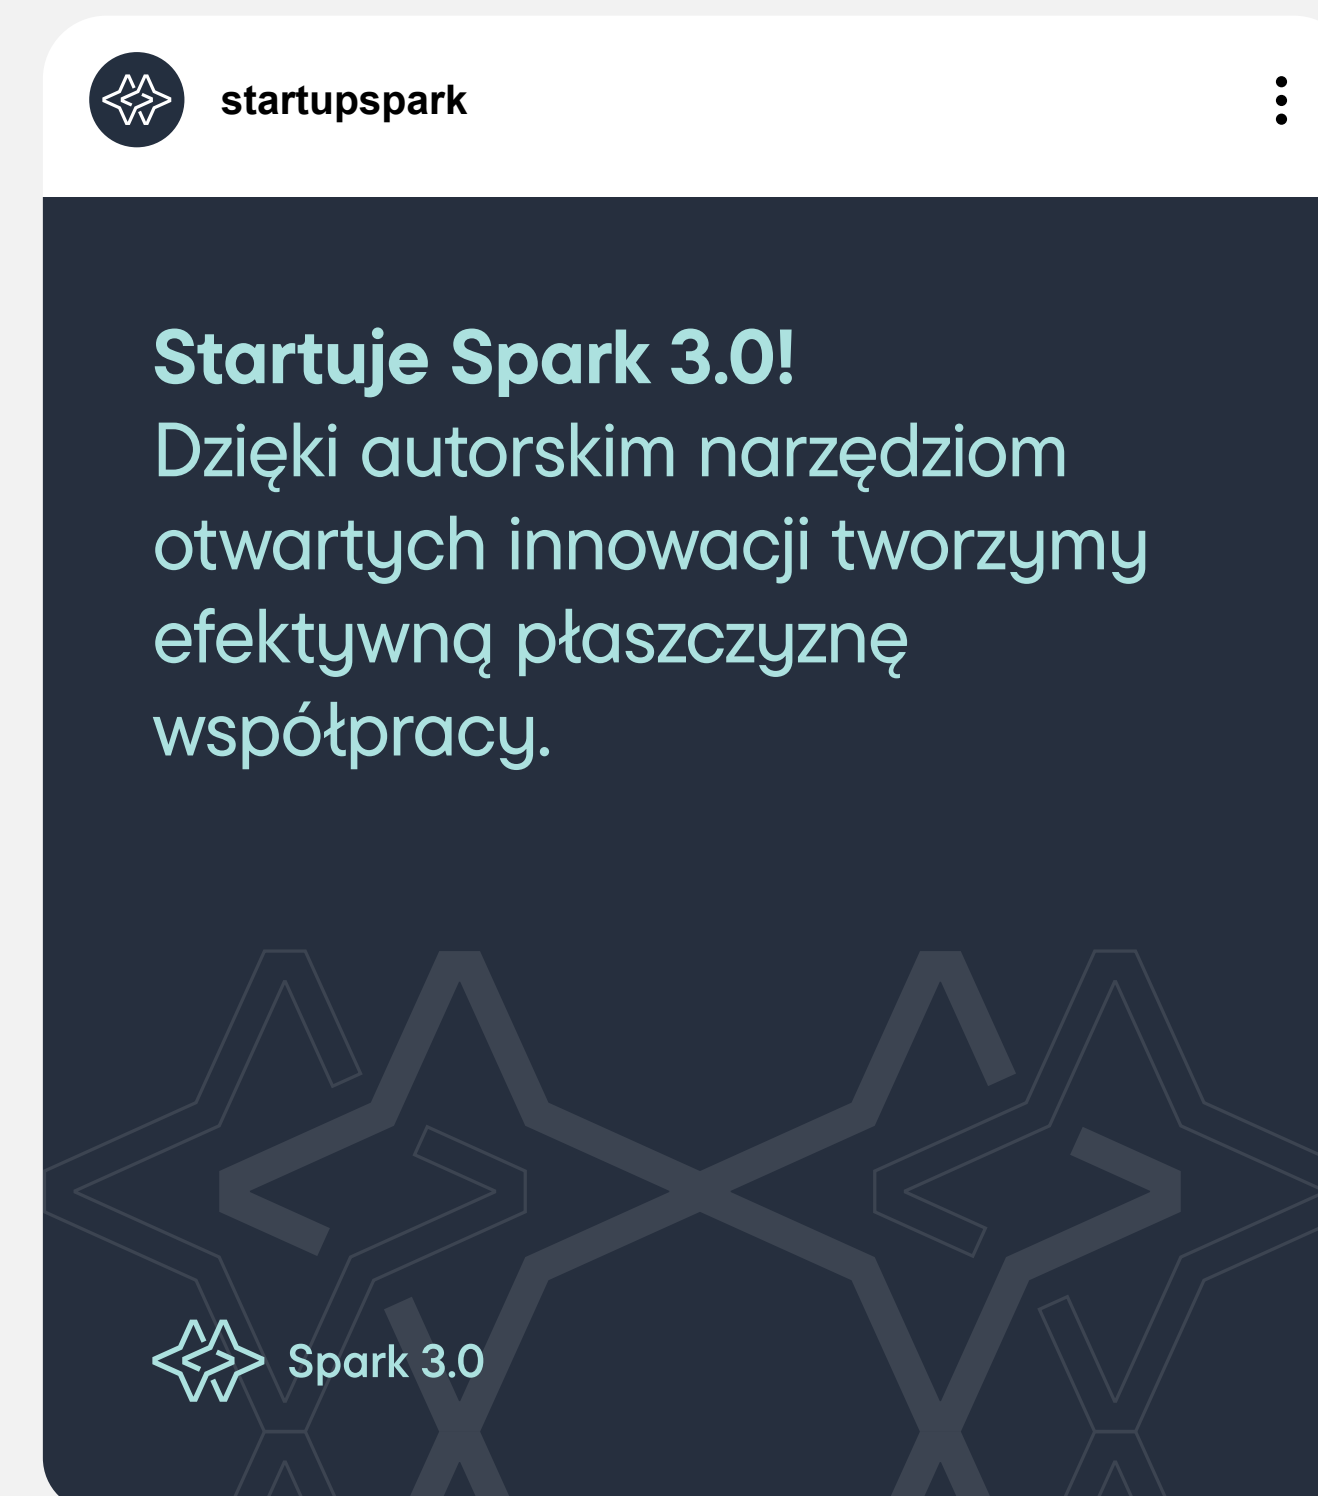 startupspark
Startuje Spark 3.0!
Dzięki autorskim narzędziom
otwartych innowacji tworzymy
efektywną płaszczyznę
współpracy.
Spark 3.0